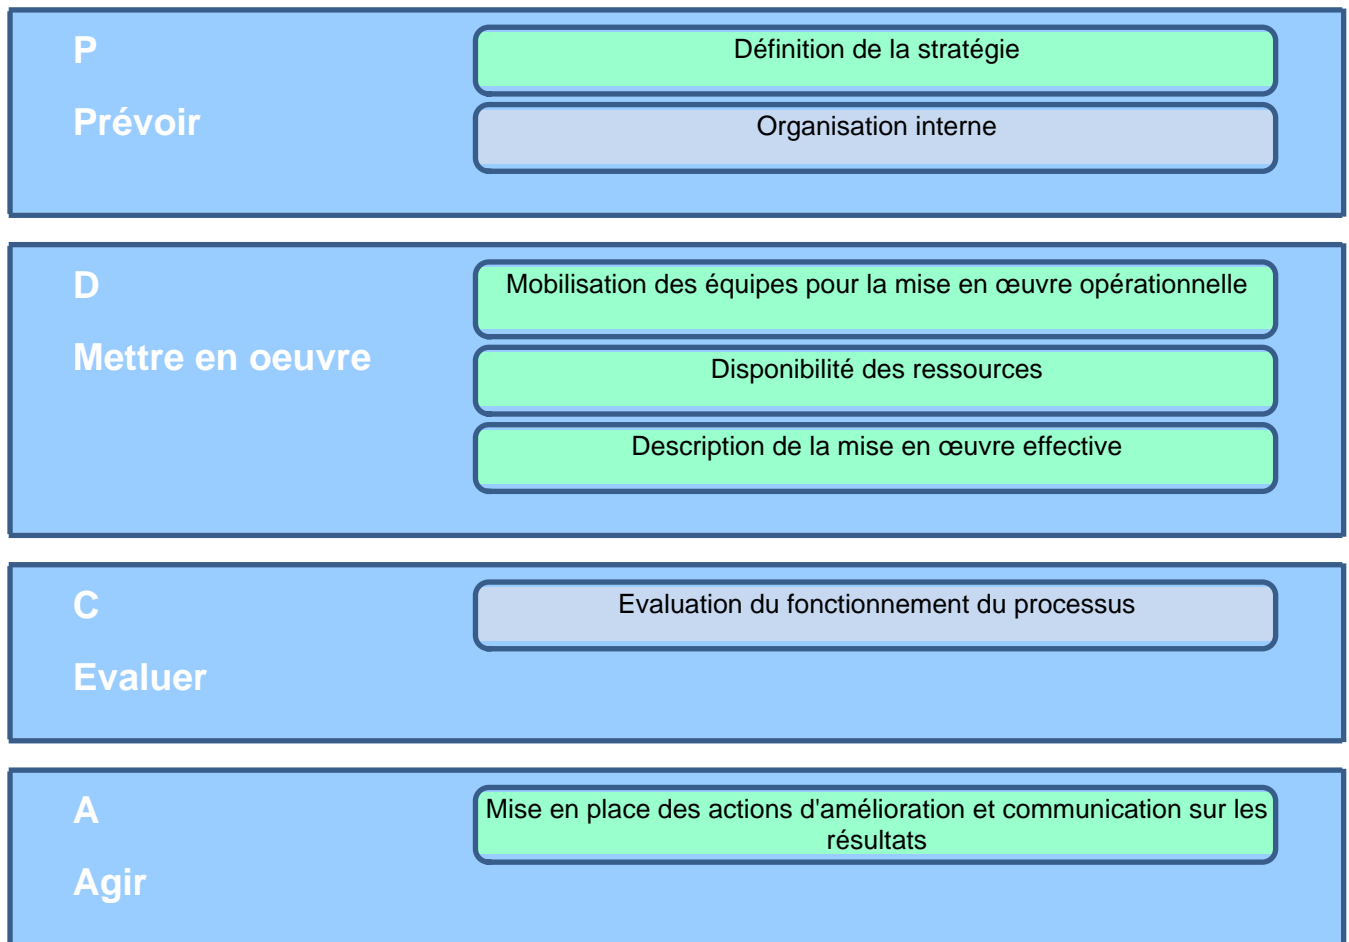 P
Prévoir
Définition de la stratégie
Organisation interne
D
Mettre en oeuvre
Mobilisation des équipes pour la mise en œuvre opérationnelle
Disponibilité des ressources
Description de la mise en œuvre effective
C
Evaluer
Evaluation du fonctionnement du processus
A
Agir
Mise en place des actions d'amélioration et communication sur les
résultats